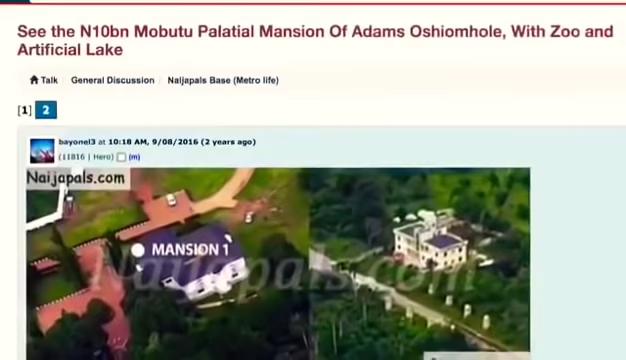 See the N10bn Mobutu Palatial Mansion Of Adams Oshiomhole, With Zoo and
Artificial Lake
Talk General Discussion Naijapals Base (Metro life)
[1] 2
bayonel3 at 10:18 AM, 9/08/2016 (2 years ago)
(11816 | Hero) (m)
Naijapals.com
MANSION 1
Naijapals.com